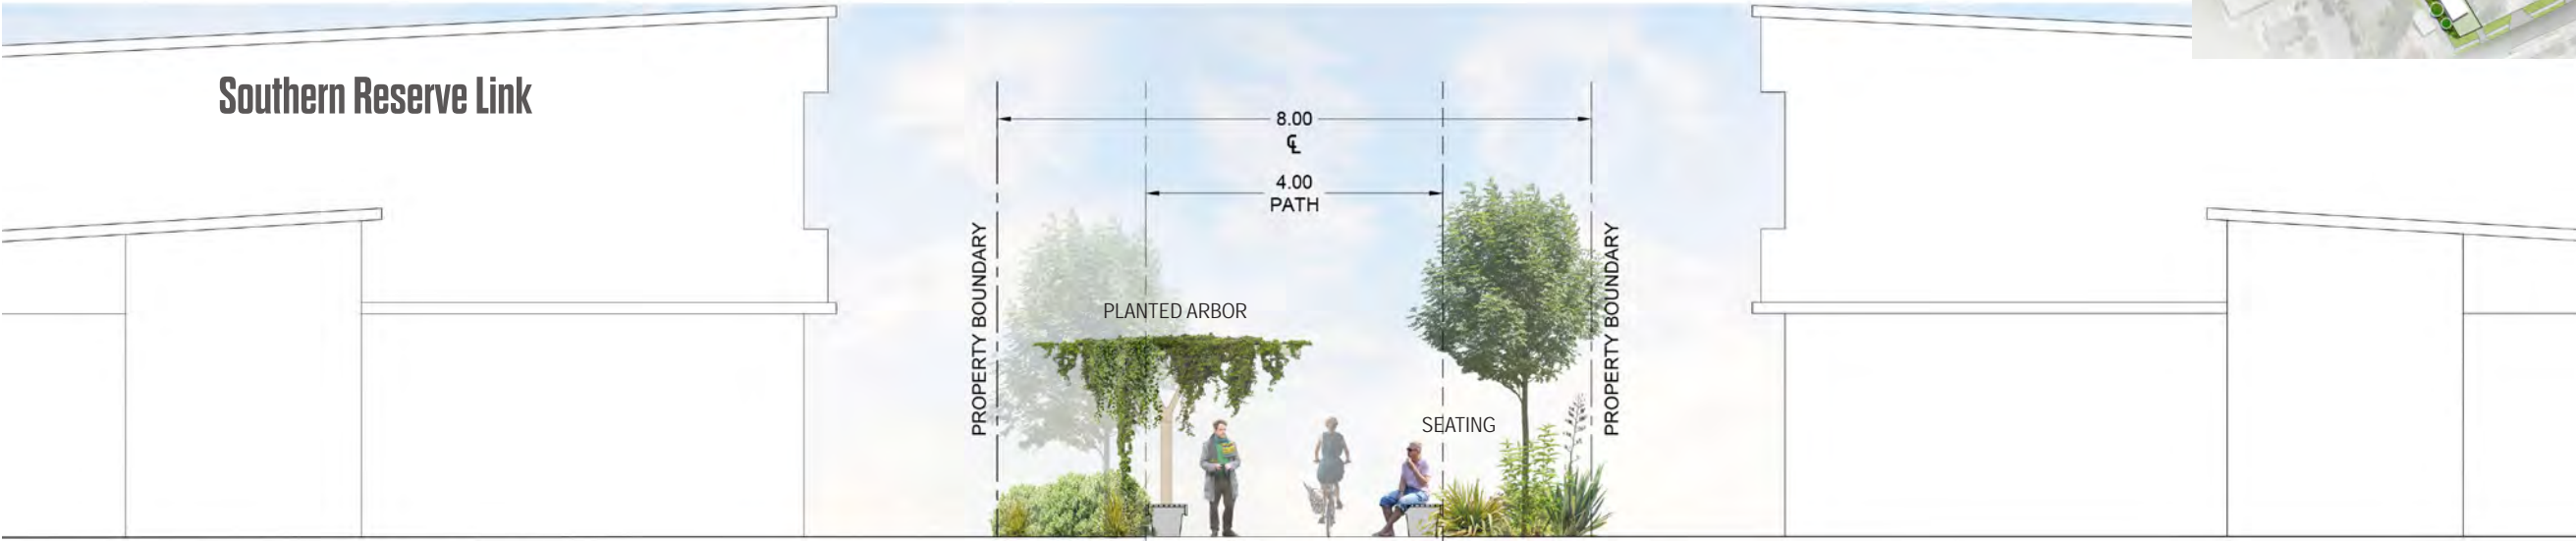 Southern Reserve Link
8.00
℄
4.00
PATH
PROPERTY BOUNDARY
PLANTED ARBOR
SEATING
PROPERTY BOUNDARY